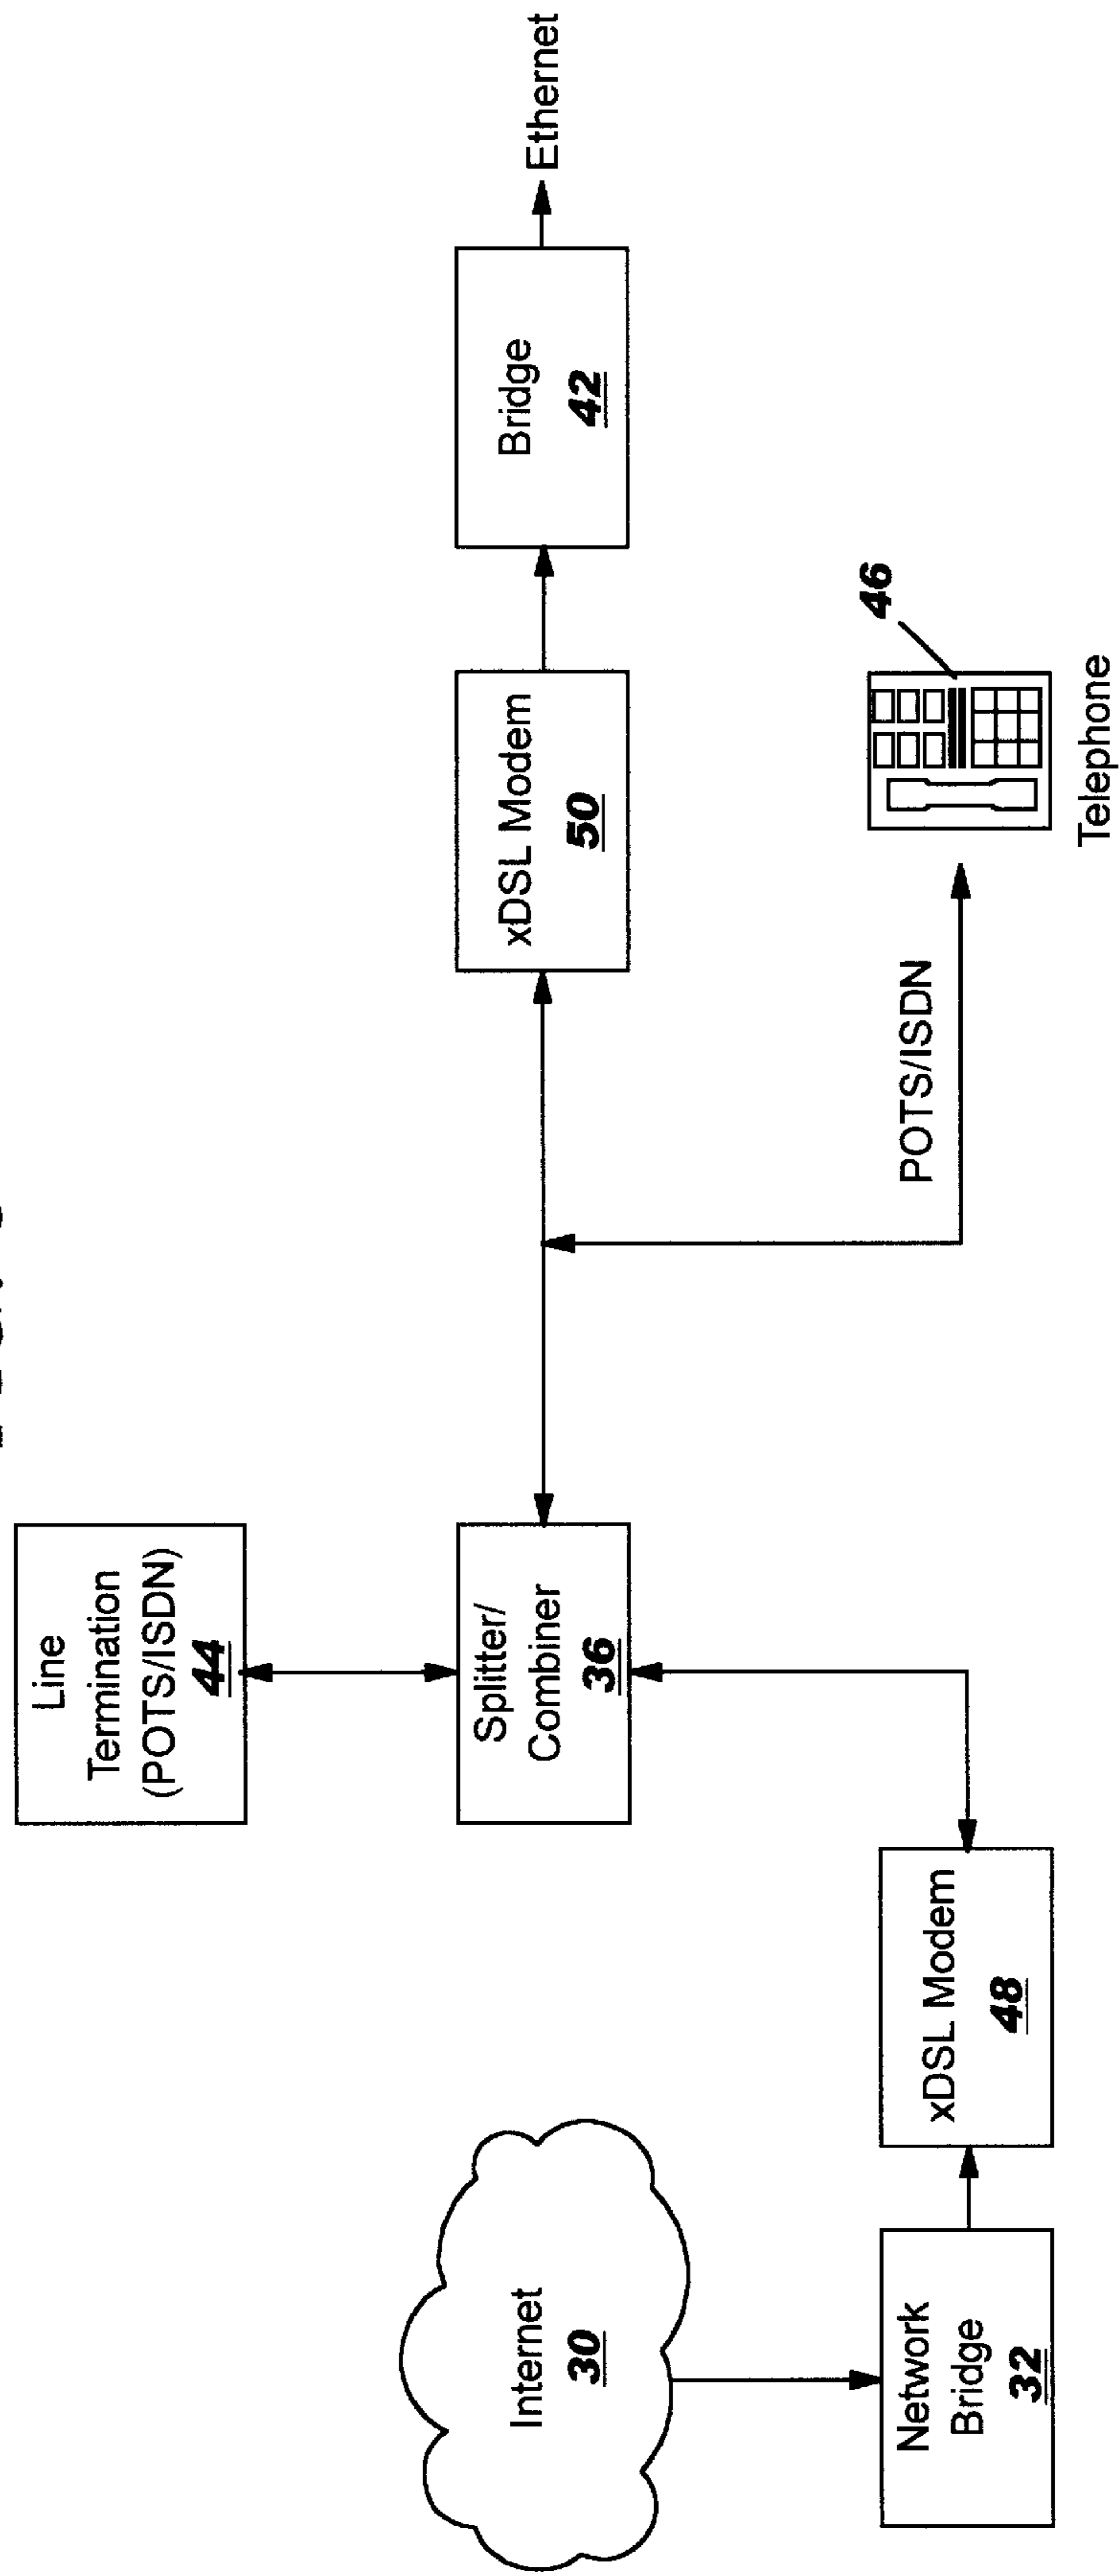 Line
Termination
(POTS/ISDN)
44
Internet
30
Splitter/
Combiner
36
xDSL Modem
50
Bridge
42
Ethernet
Network
Bridge
32
xDSL Modem
48
POTS/ISDN
46
Telephone